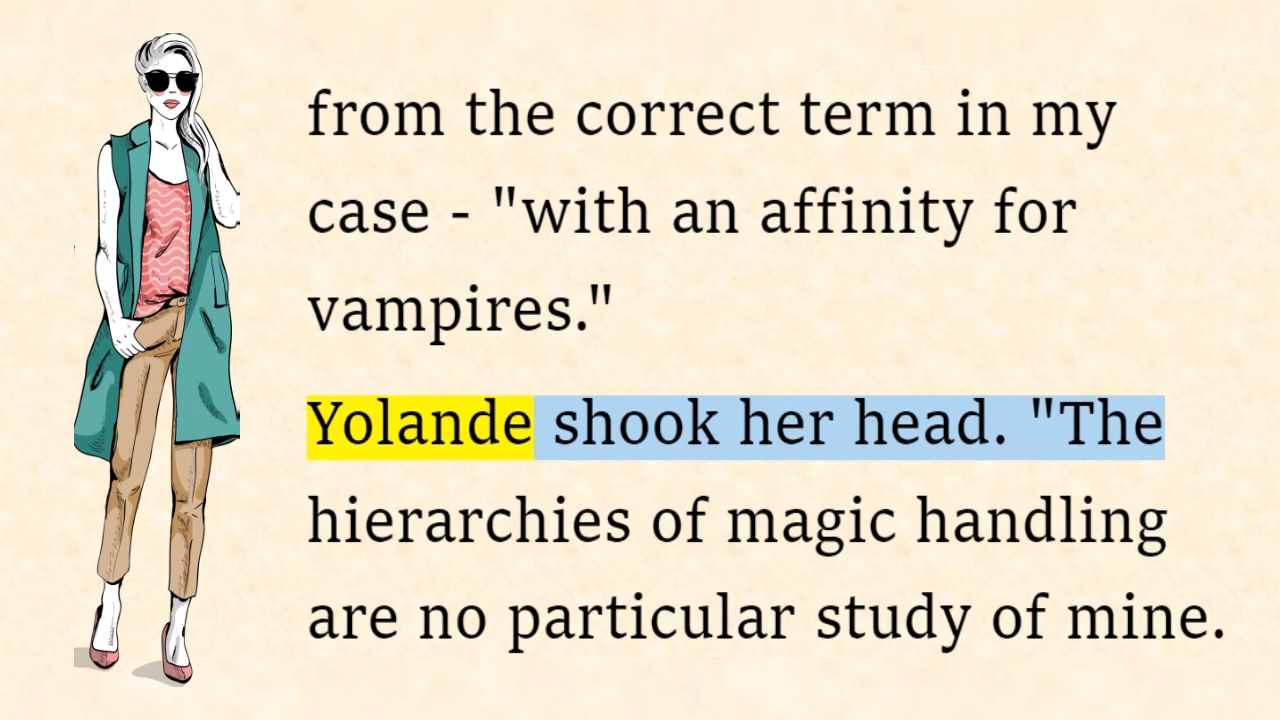 from the correct term in my
case - "with an affinity for
vampires."
Yolande shook her head. "The
hierarchies of magic handling
are no particular study of mine.